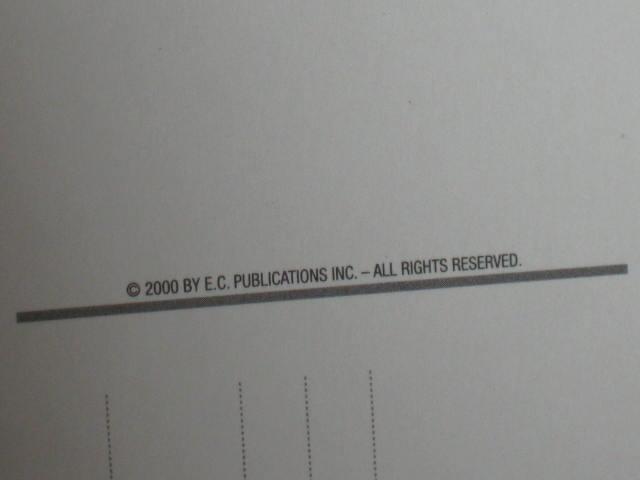 © 2000 BY E.C. PUBLICATIONS INC. – ALL RIGHTS RESERVED.